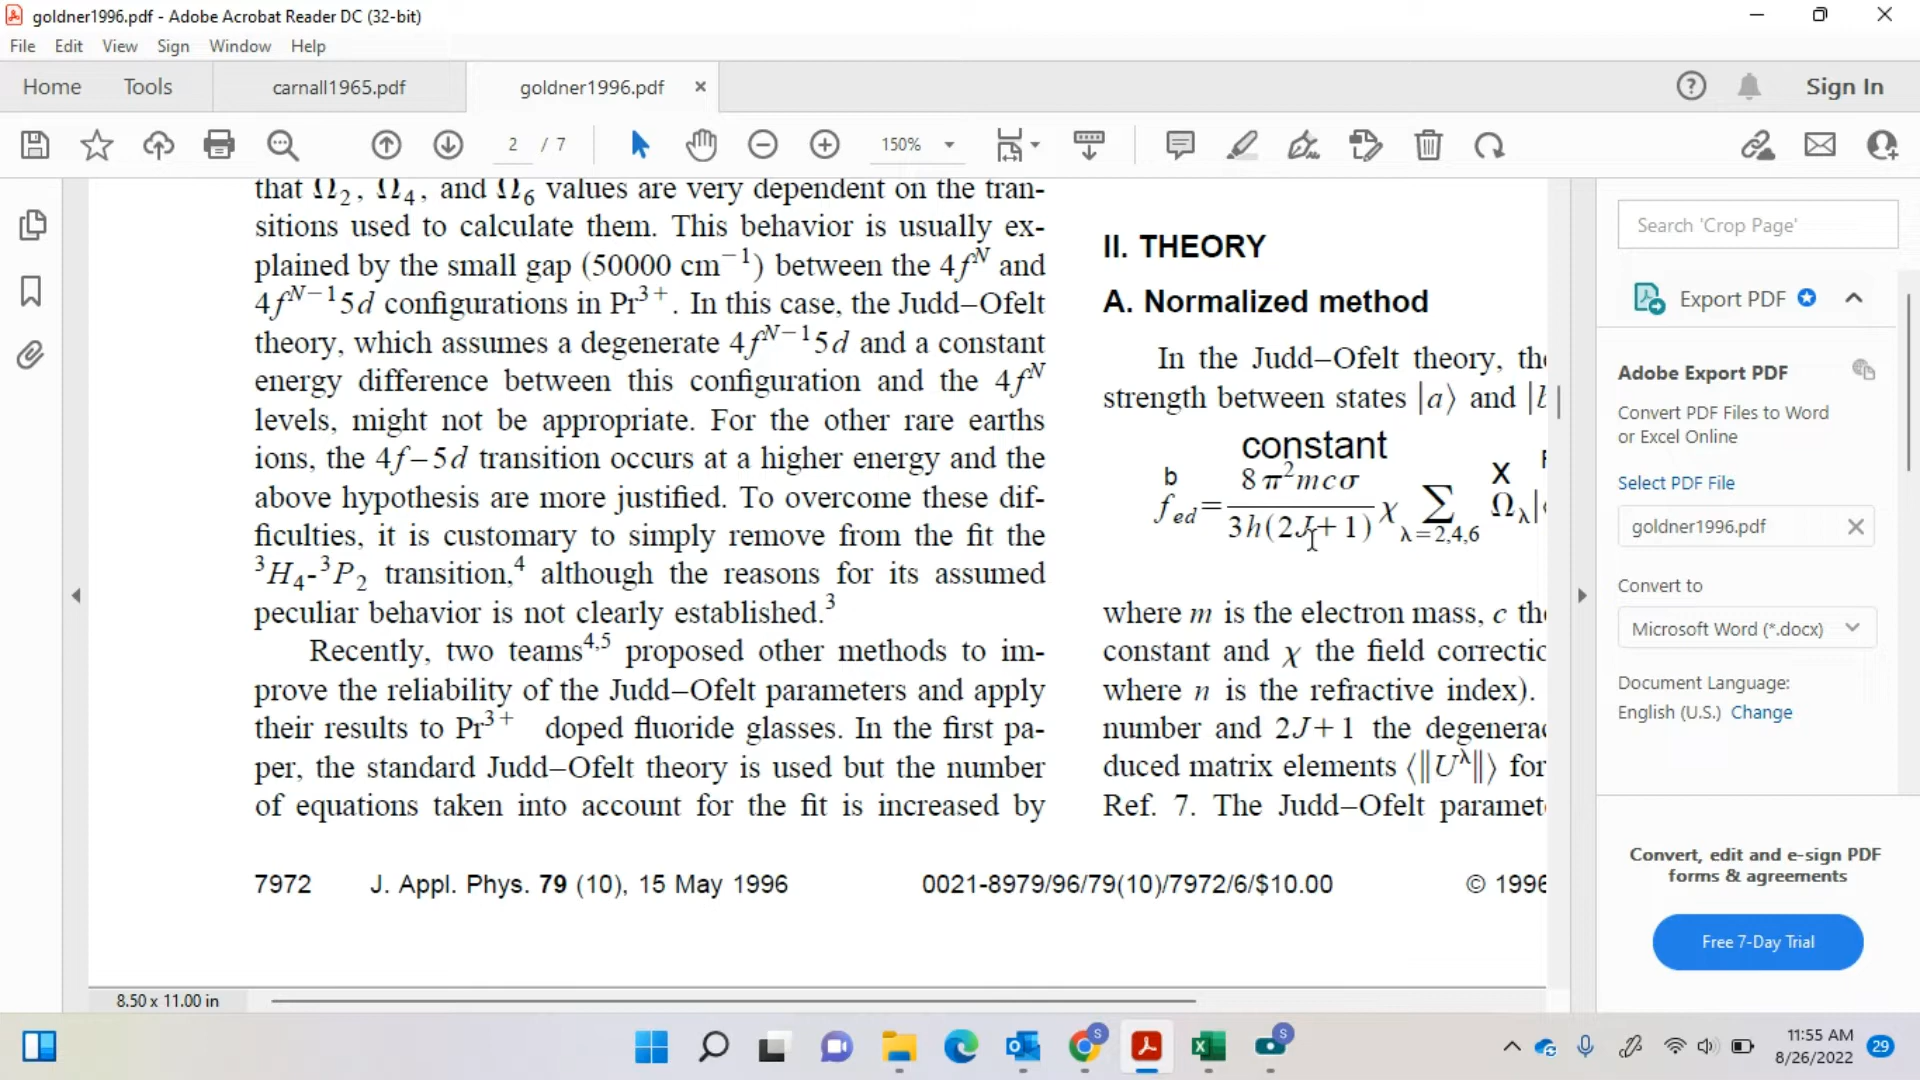 goldner1996.pdf - Adobe Acrobat Reader DC (32-bit)
File Edit View Sign Window Help
Home Tools carnall1965.pdf goldner1996.pdf Sign In
2 / 7 150%
that Ω₂, Ω₄, and Ω₆ values are very dependent on the tran-
sitions used to calculate them. This behavior is usually ex-
plained by the small gap (50000 cm⁻¹) between the 4fᴺ and
4fᴺ⁻¹5d configurations in Pr³⁺. In this case, the Judd–Ofelt
theory, which assumes a degenerate 4fᴺ⁻¹5d and a constant
energy difference between this configuration and the 4fᴺ
levels, might not be appropriate. For the other rare earths
ions, the 4f–5d transition occurs at a higher energy and the
above hypothesis are more justified. To overcome these dif-
ficulties, it is customary to simply remove from the fit the
³H₄-³P₂ transition,⁴ although the reasons for its assumed
peculiar behavior is not clearly established.³
Recently, two teams⁴,⁵ proposed other methods to im-
prove the reliability of the Judd–Ofelt parameters and apply
their results to Pr³⁺ doped fluoride glasses. In the first pa-
per, the standard Judd–Ofelt theory is used but the number
of equations taken into account for the fit is increased by
II. THEORY
A. Normalized method
In the Judd–Ofelt theory, the
strength between states |a⟩ and |b
constant
b X
f_ed = 8π²mcσ / 3h(2J+1) χ Σ λ=2,4,6 Ω_λ|
where m is the electron mass, c the
constant and χ the field correctio
where n is the refractive index).
number and 2J+1 the degenerac
duced matrix elements ⟨‖U^λ‖⟩ for
Ref. 7. The Judd–Ofelt paramet
7972 J. Appl. Phys. 79 (10), 15 May 1996 0021-8979/96/79(10)/7972/6/$10.00 © 1996
8.50 x 11.00 in
Search 'Crop Page'
Export PDF
Adobe Export PDF
Convert PDF Files to Word
or Excel Online
Select PDF File
goldner1996.pdf
Convert to
Microsoft Word (*.docx)
Document Language:
English (U.S.) Change
Convert, edit and e-sign PDF
forms & agreements
Free 7-Day Trial
11:55 AM
8/26/2022
29